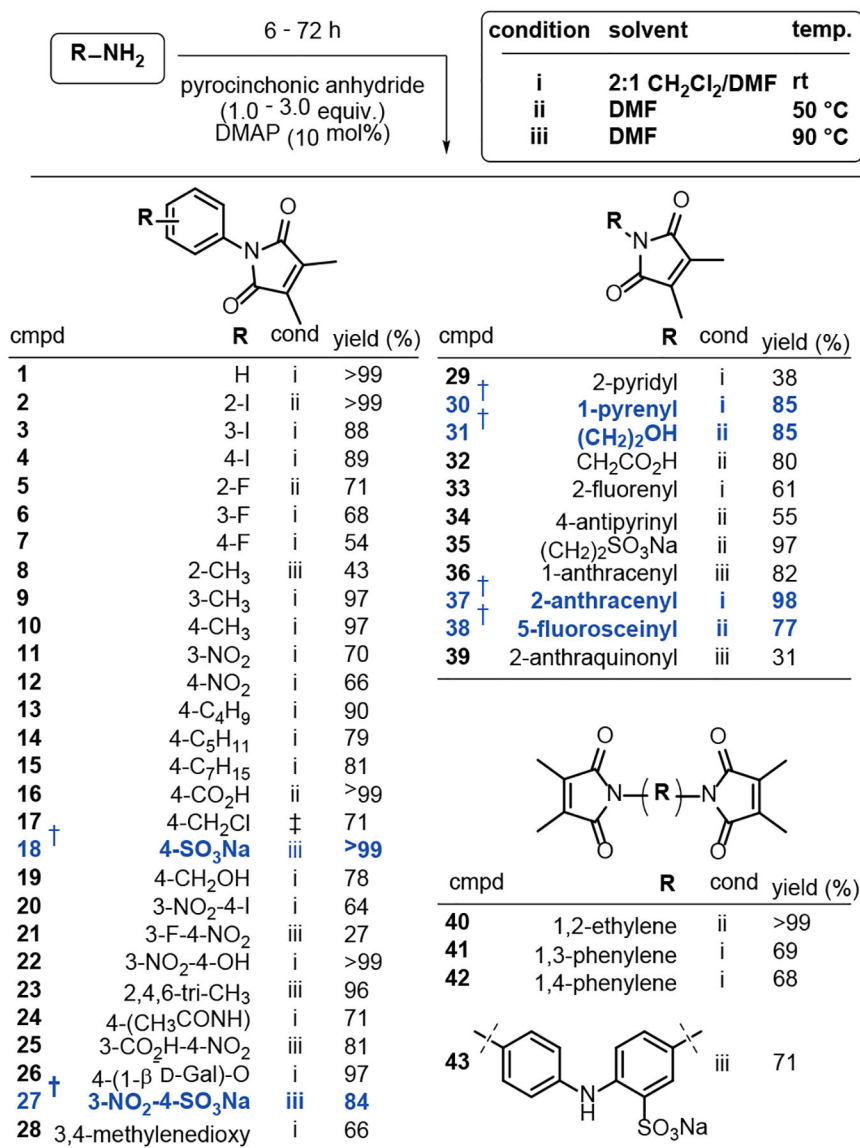 R–NH2
6 - 72 h
pyrocinchonic anhydride
(1.0 - 3.0 equiv.)
DMAP (10 mol%)
condition solvent temp.
i 2:1 CH2Cl2/DMF rt
ii DMF 50 °C
iii DMF 90 °C
R
N
O
O
cmpd R cond yield (%)
1 H i >99
2 2-I ii >99
3 3-I i 88
4 4-I i 89
5 2-F ii 71
6 3-F i 68
7 4-F i 54
8 2-CH3 iii 43
9 3-CH3 i 97
10 4-CH3 i 97
11 3-NO2 i 70
12 4-NO2 i 66
13 4-C4H9 i 90
14 4-C5H11 i 79
15 4-C7H15 i 81
16 4-CO2H ii >99
17 4-CH2Cl ‡ 71
18† 4-SO3Na iii >99
19 4-CH2OH i 78
20 3-NO2-4-I i 64
21 3-F-4-NO2 iii 27
22 3-NO2-4-OH i >99
23 2,4,6-tri-CH3 iii 96
24 4-(CH3CONH) i 71
25 3-CO2H-4-NO2 iii 81
26 4-(1-β-D-Gal)-O i 97
27† 3-NO2-4-SO3Na iii 84
28 3,4-methylenedioxy i 66
R
N
O
O
cmpd R cond yield (%)
29 2-pyridyl i 38
30† 1-pyrenyl i 85
31† (CH2)2OH ii 85
32 CH2CO2H ii 80
33 2-fluorenyl i 61
34 4-antipyrinyl ii 55
35 (CH2)2SO3Na ii 97
36 1-anthracenyl iii 82
37† 2-anthracenyl i 98
38† 5-fluorosceinyl ii 77
39 2-anthraquinonyl iii 31
O O
N (R) N
O O
cmpd R cond yield (%)
40 1,2-ethylene ii >99
41 1,3-phenylene i 69
42 1,4-phenylene i 68
43 iii 71
N
H
SO3Na